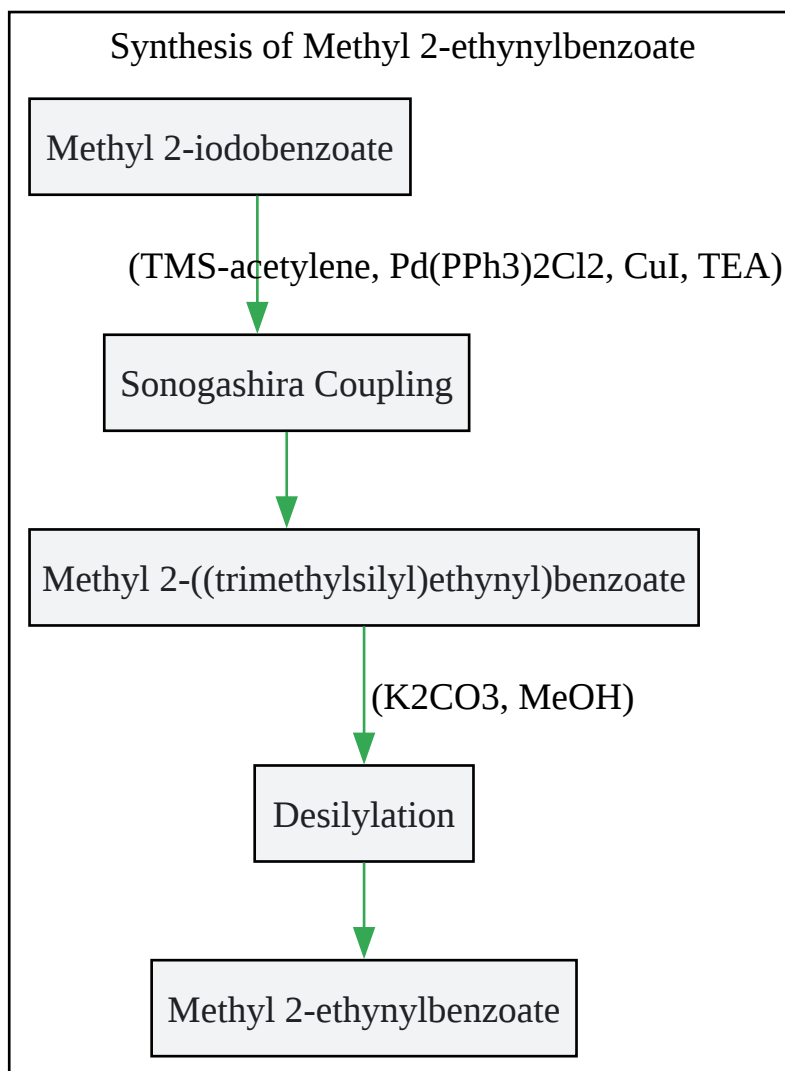 Synthesis of Methyl 2-ethynylbenzoate
Methyl 2-iodobenzoate
(TMS-acetylene, Pd(PPh3)2Cl2, CuI, TEA)
Sonogashira Coupling
Methyl 2-((trimethylsilyl)ethynyl)benzoate
(K2CO3, MeOH)
Desilylation
Methyl 2-ethynylbenzoate